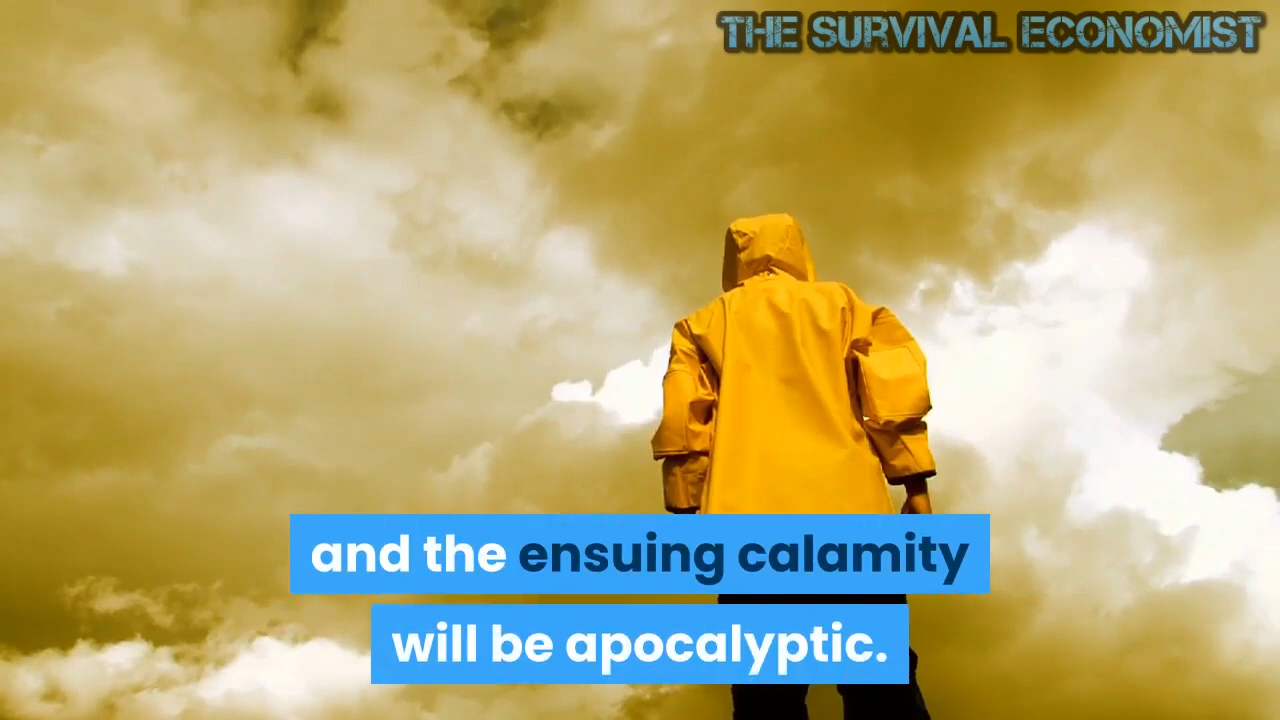 THE SURVIVAL ECONOMIST
and the ensuing calamity
will be apocalyptic.